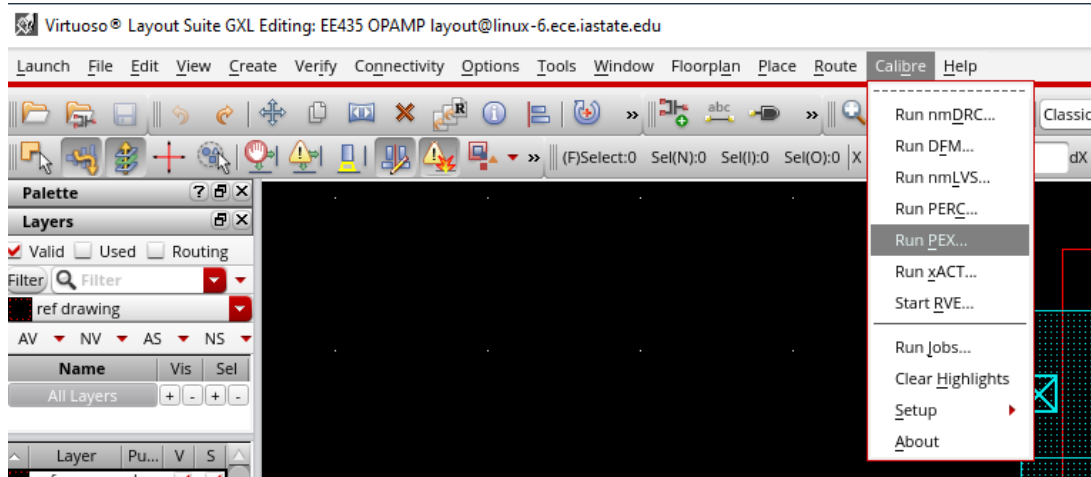 Virtuoso® Layout Suite GXL Editing: EE435 OPAMP layout@linux-6.ece.iastate.edu
Launch File Edit View Create Verify Connectivity Options Tools Window Floorplan Place Route Calibre Help
R abc » » Classic
» (F)Select:0 Sel(N):0 Sel(I):0 Sel(O):0 X dX
Palette
Layers
Valid Used Routing
Filter Filter
ref drawing
AV NV AS NS
Name Vis Sel
All Layers + - + -
Layer Pu... V S
Run nmDRC...
Run DFM...
Run nmLVS...
Run PERC...
Run PEX...
Run xACT...
Start RVE...
Run Jobs...
Clear Highlights
Setup
About